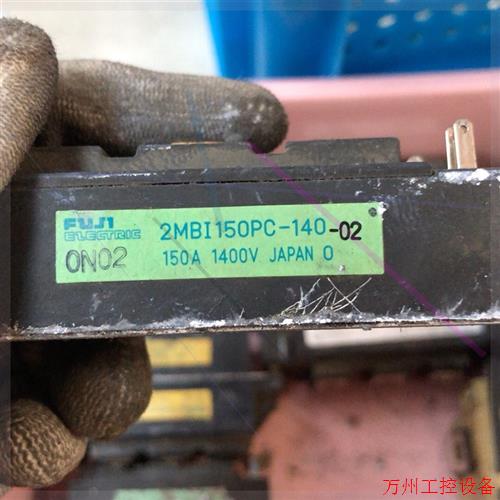 FUJI ELECTRIC
2MBI150PC-140-02
0N02
150A 1400V JAPAN O
万州工控设备